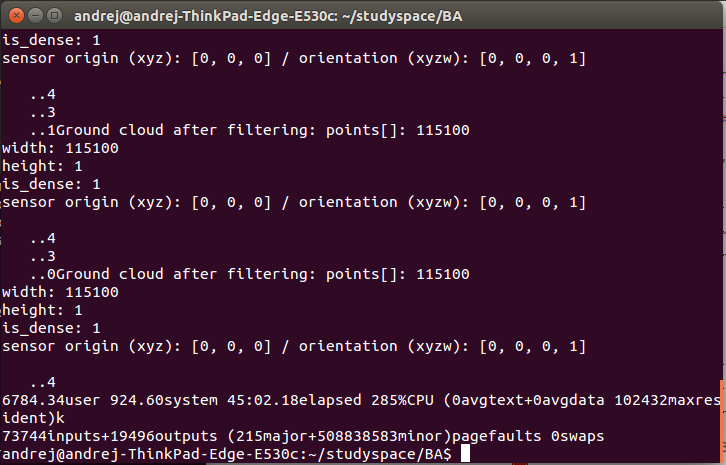 andrej@andrej-ThinkPad-Edge-E530c: ~/studyspace/BA
is_dense: 1
sensor origin (xyz): [0, 0, 0] / orientation (xyzw): [0, 0, 0, 1]
..4
..3
..1Ground cloud after filtering: points[]: 115100
width: 115100
height: 1
is_dense: 1
sensor origin (xyz): [0, 0, 0] / orientation (xyzw): [0, 0, 0, 1]
..4
..3
..0Ground cloud after filtering: points[]: 115100
width: 115100
height: 1
is_dense: 1
sensor origin (xyz): [0, 0, 0] / orientation (xyzw): [0, 0, 0, 1]
..4
6784.34user 924.60system 45:02.18elapsed 285%CPU (0avgtext+0avgdata 102432maxres
ident)k
73744inputs+19496outputs (215major+508838583minor)pagefaults 0swaps
andrej@andrej-ThinkPad-Edge-E530c:~/studyspace/BA$